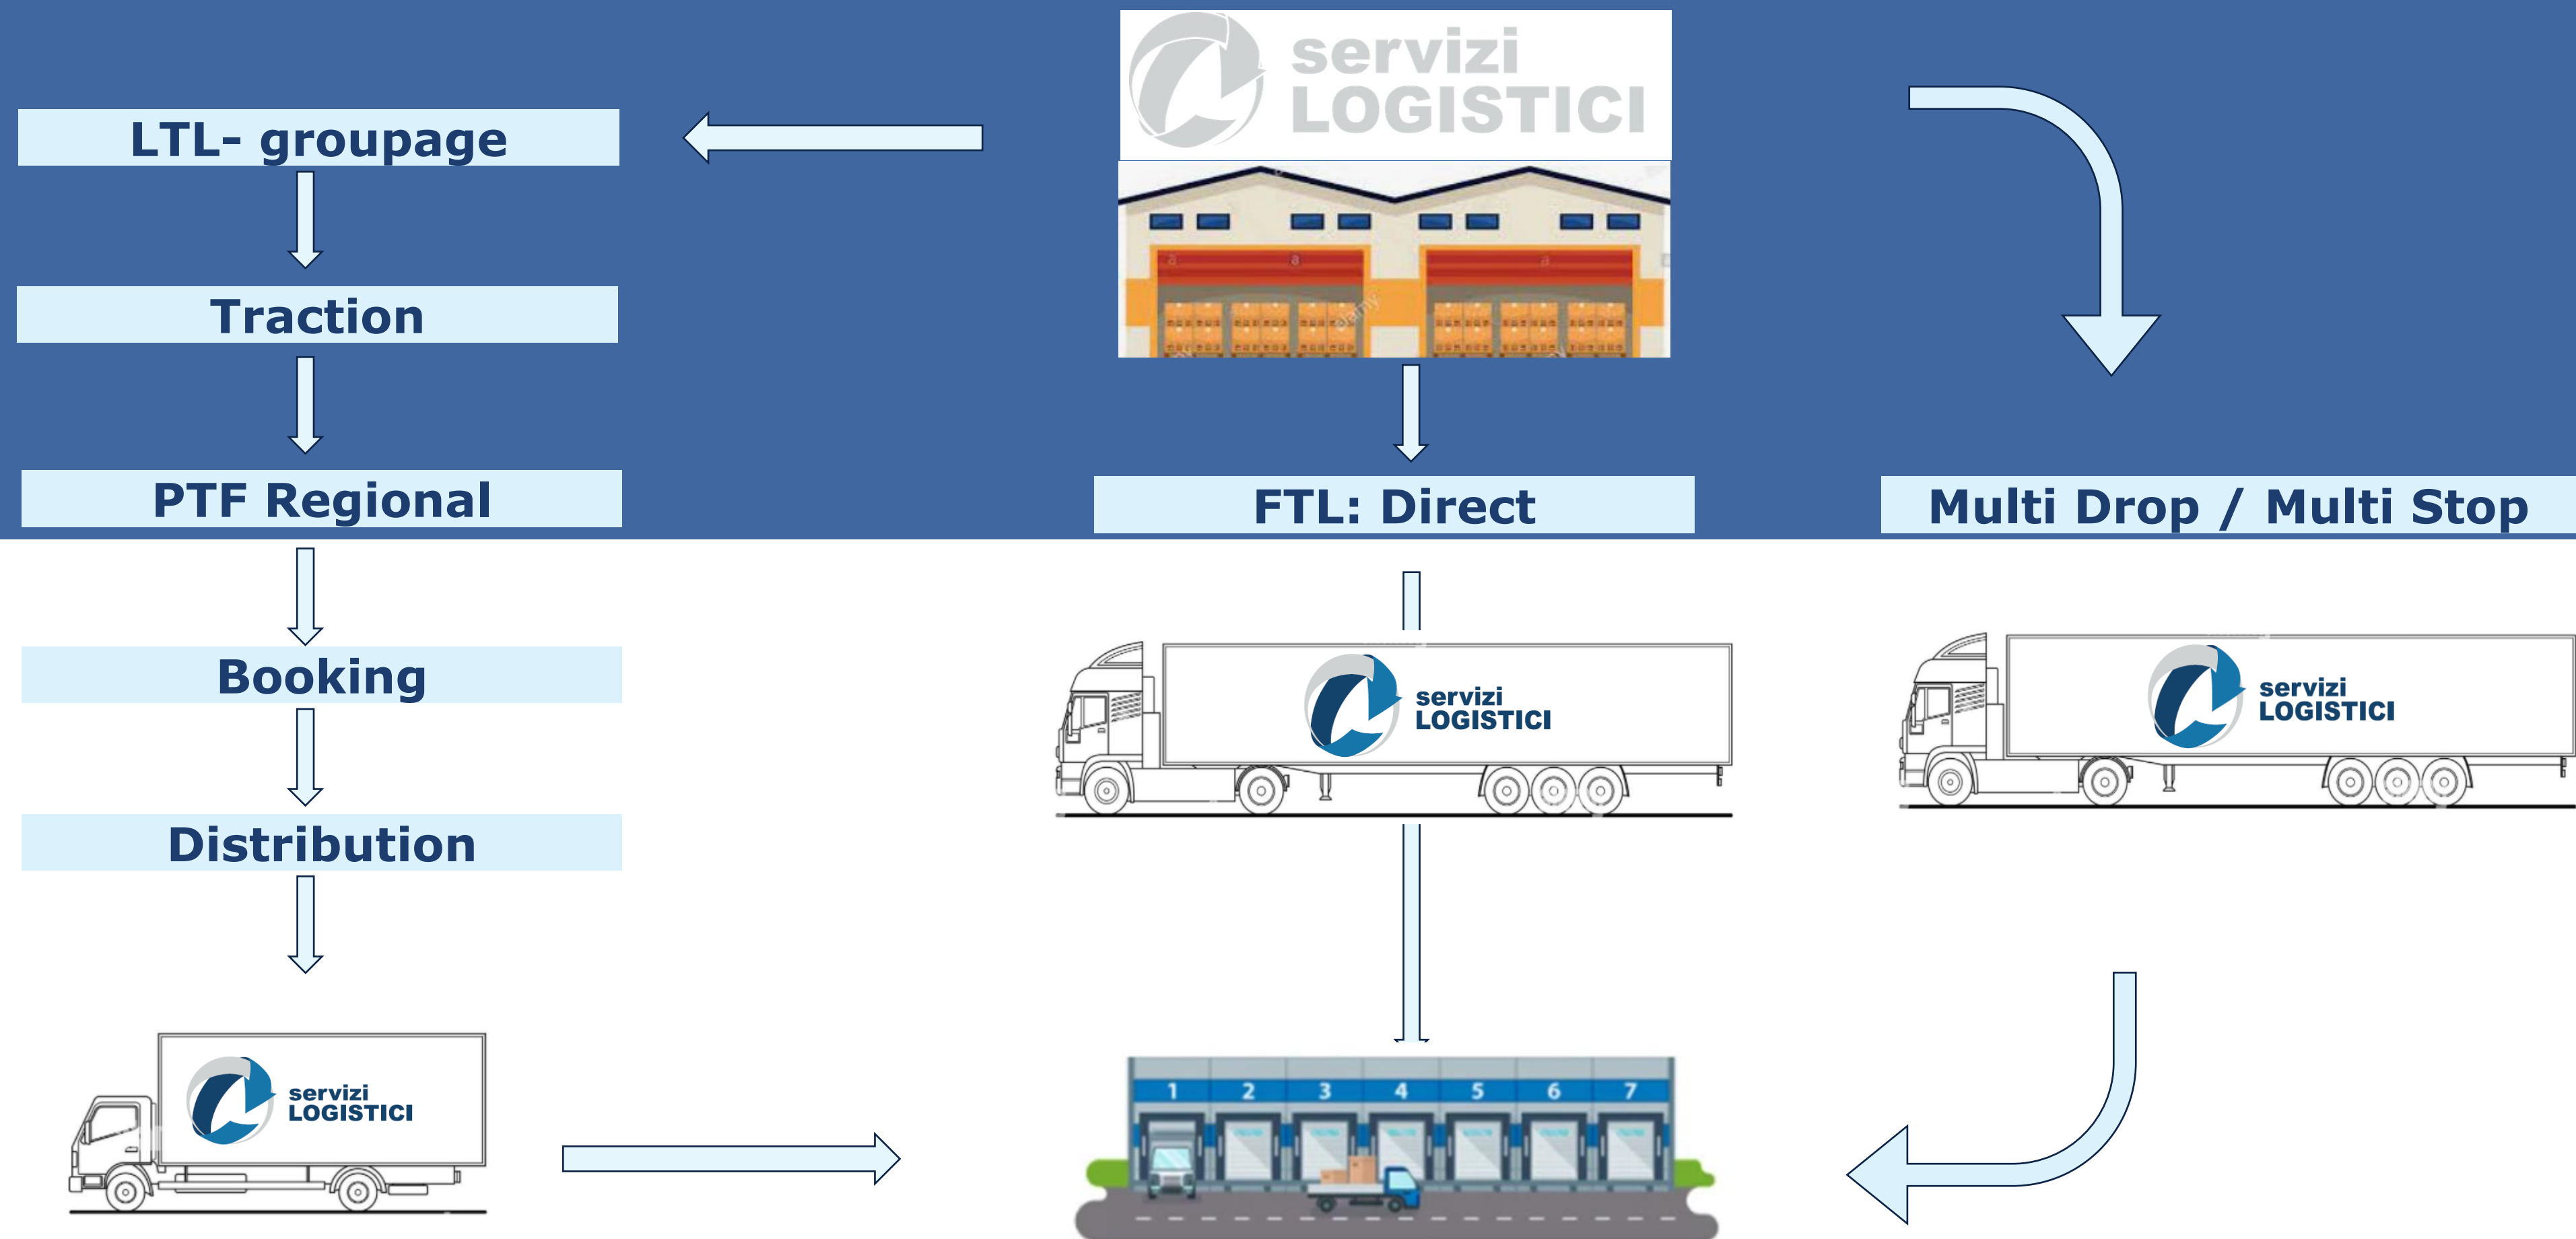 servizi
LOGISTICI
LTL- groupage
Traction
PTF Regional
FTL: Direct
Multi Drop / Multi Stop
Booking
Distribution
servizi
LOGISTICI
servizi
LOGISTICI
servizi
LOGISTICI
1 2 3 4 5 6 7
a
a
a
alamy